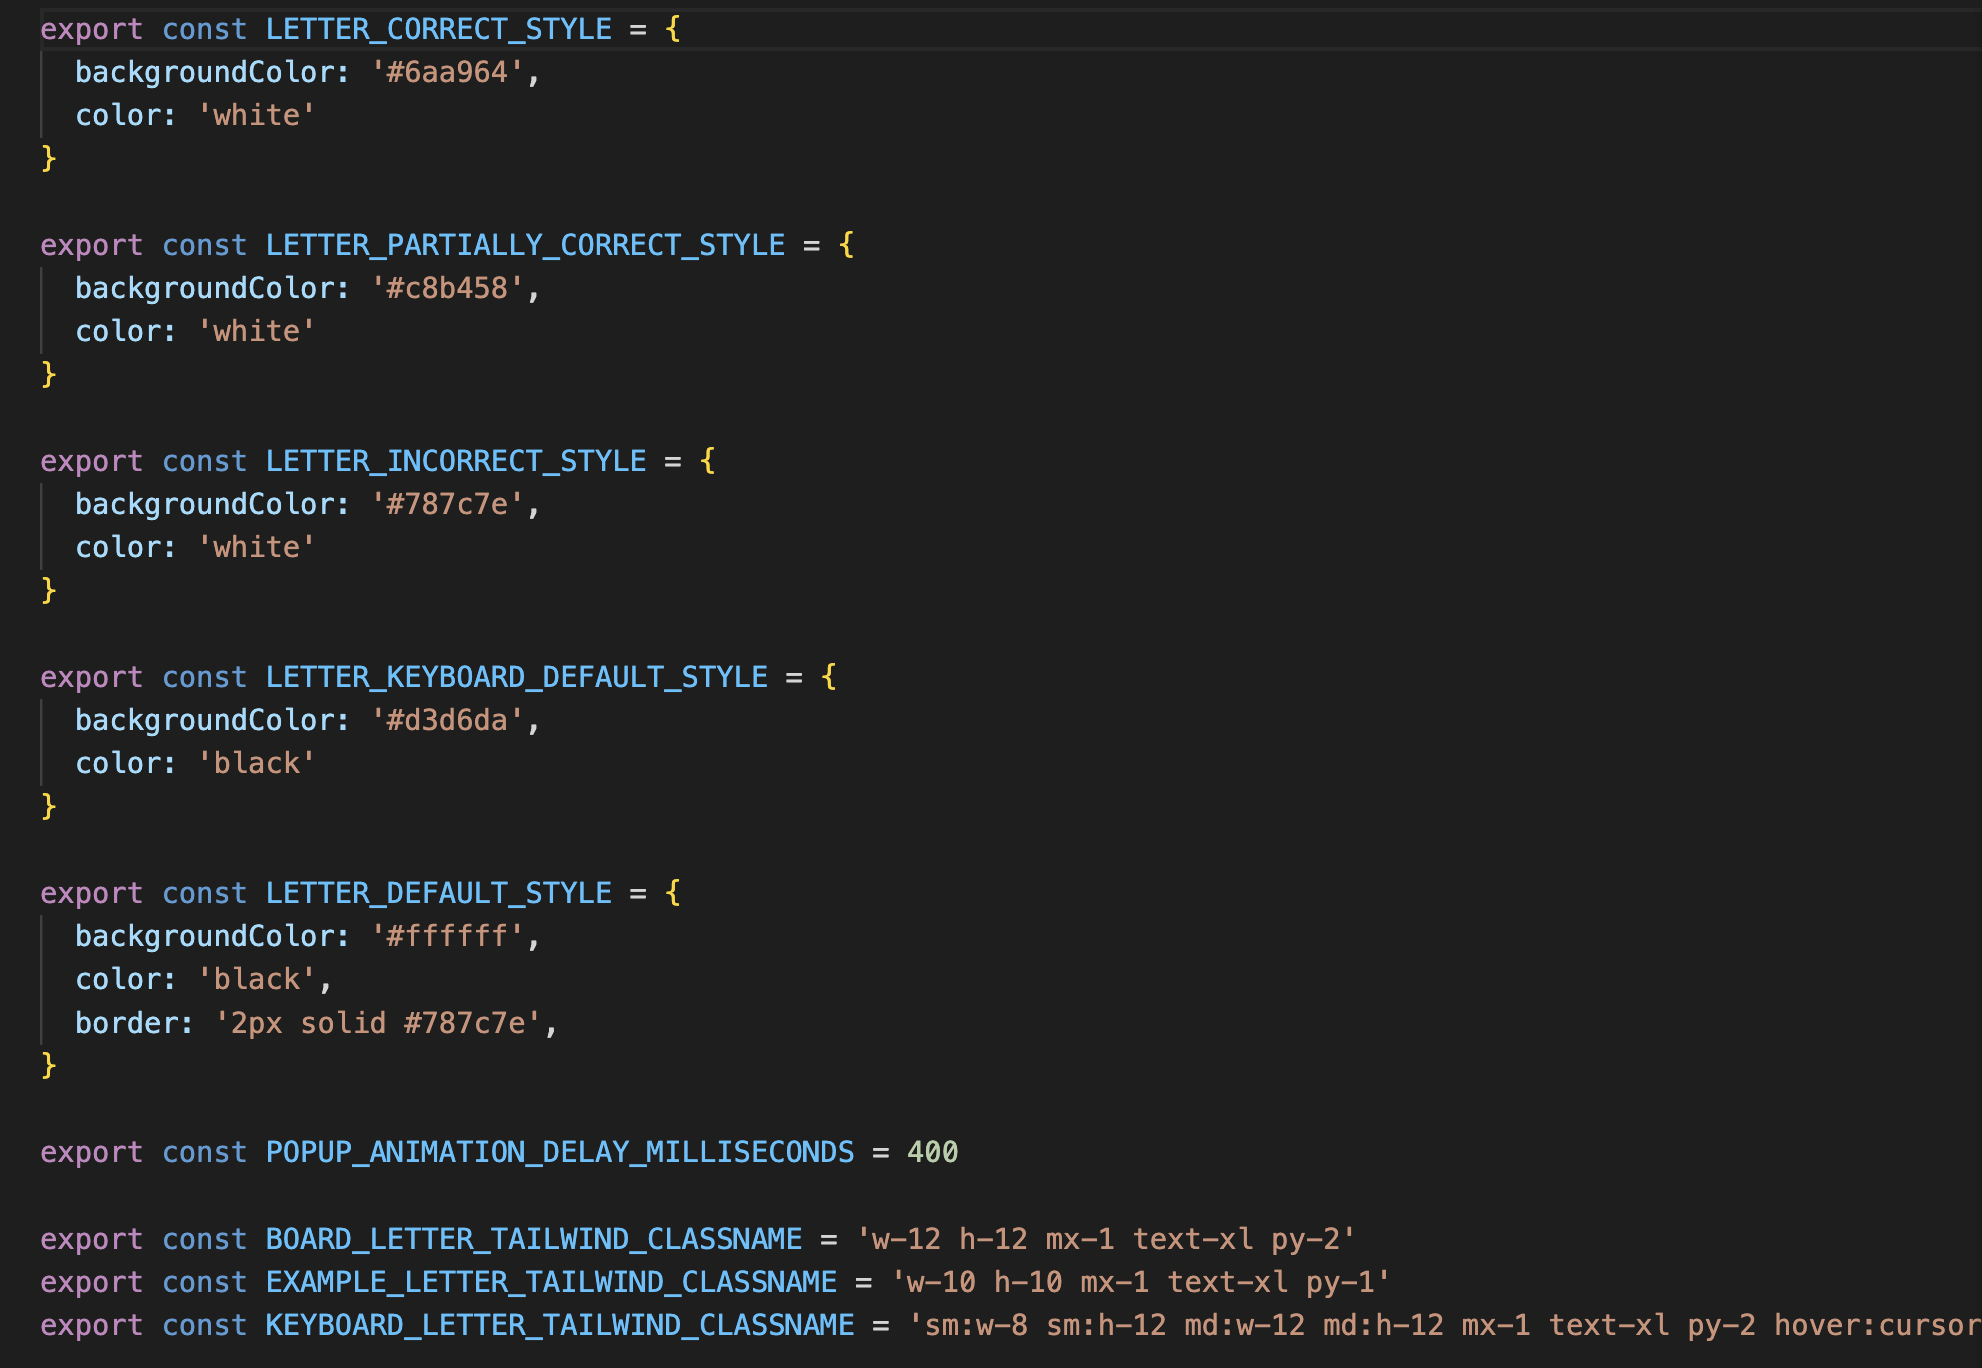 export const LETTER_CORRECT_STYLE = {
  backgroundColor: '#6aa964',
  color: 'white'
}
export const LETTER_PARTIALLY_CORRECT_STYLE = {
  backgroundColor: '#c8b458',
  color: 'white'
}
export const LETTER_INCORRECT_STYLE = {
  backgroundColor: '#787c7e',
  color: 'white'
}
export const LETTER_KEYBOARD_DEFAULT_STYLE = {
  backgroundColor: '#d3d6da',
  color: 'black'
}
export const LETTER_DEFAULT_STYLE = {
  backgroundColor: '#ffffff',
  color: 'black',
  border: '2px solid #787c7e',
}
export const POPUP_ANIMATION_DELAY_MILLISECONDS = 400
export const BOARD_LETTER_TAILWIND_CLASSNAME = 'w-12 h-12 mx-1 text-xl py-2'
export const EXAMPLE_LETTER_TAILWIND_CLASSNAME = 'w-10 h-10 mx-1 text-xl py-1'
export const KEYBOARD_LETTER_TAILWIND_CLASSNAME = 'sm:w-8 sm:h-12 md:w-12 md:h-12 mx-1 text-xl py-2 hover:cursor